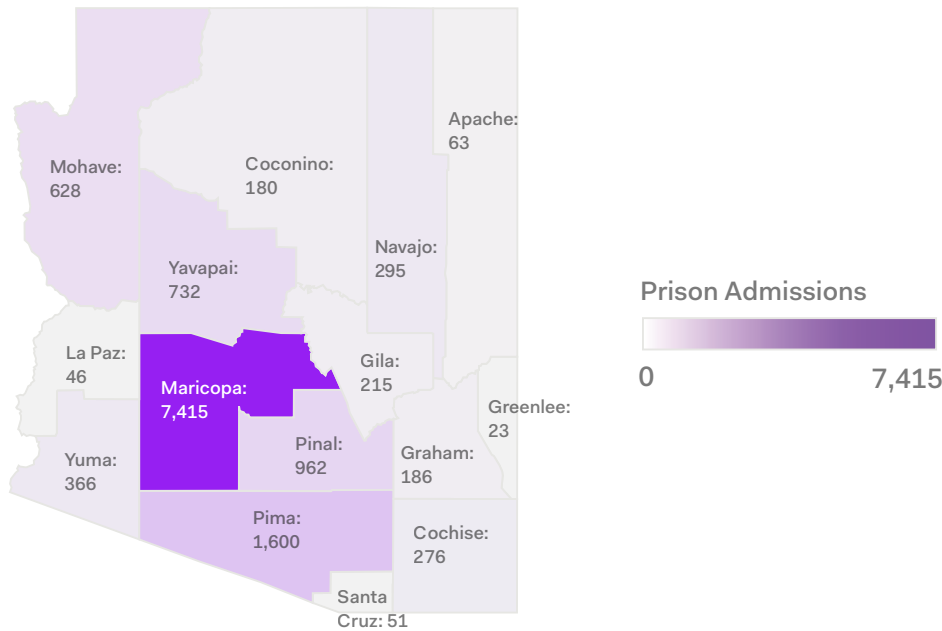 Apache:
63
Mohave:
628
Coconino:
180
Navajo:
295
Yavapai:
732
Prison Admissions
La Paz:
46
Gila:
215
0
7,415
Maricopa:
7,415
Greenlee:
23
Pinal:
962
Graham:
186
Yuma:
366
Pima:
1,600
Cochise:
276
Santa
Cruz: 51